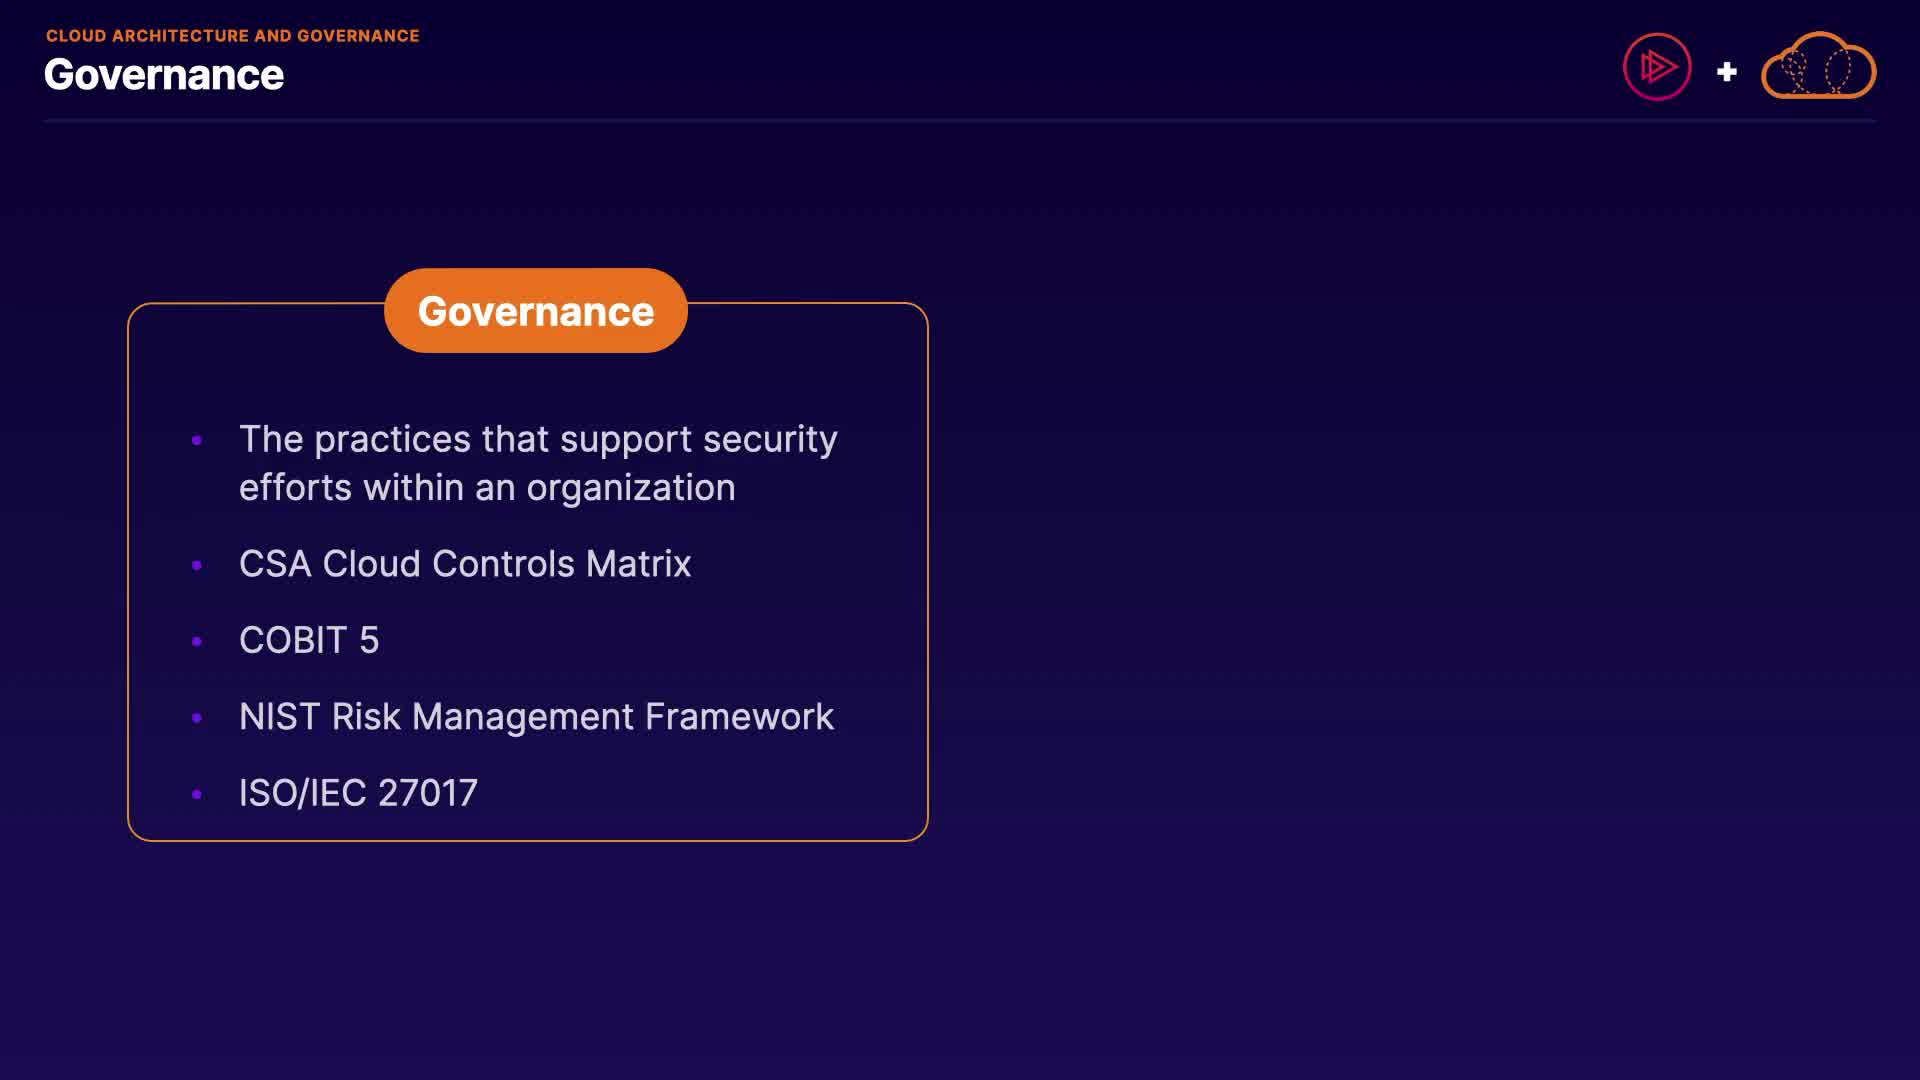 CLOUD ARCHITECTURE AND GOVERNANCE
Governance
Governance
• The practices that support security
efforts within an organization
• CSA Cloud Controls Matrix
• COBIT 5
• NIST Risk Management Framework
• ISO/IEC 27017